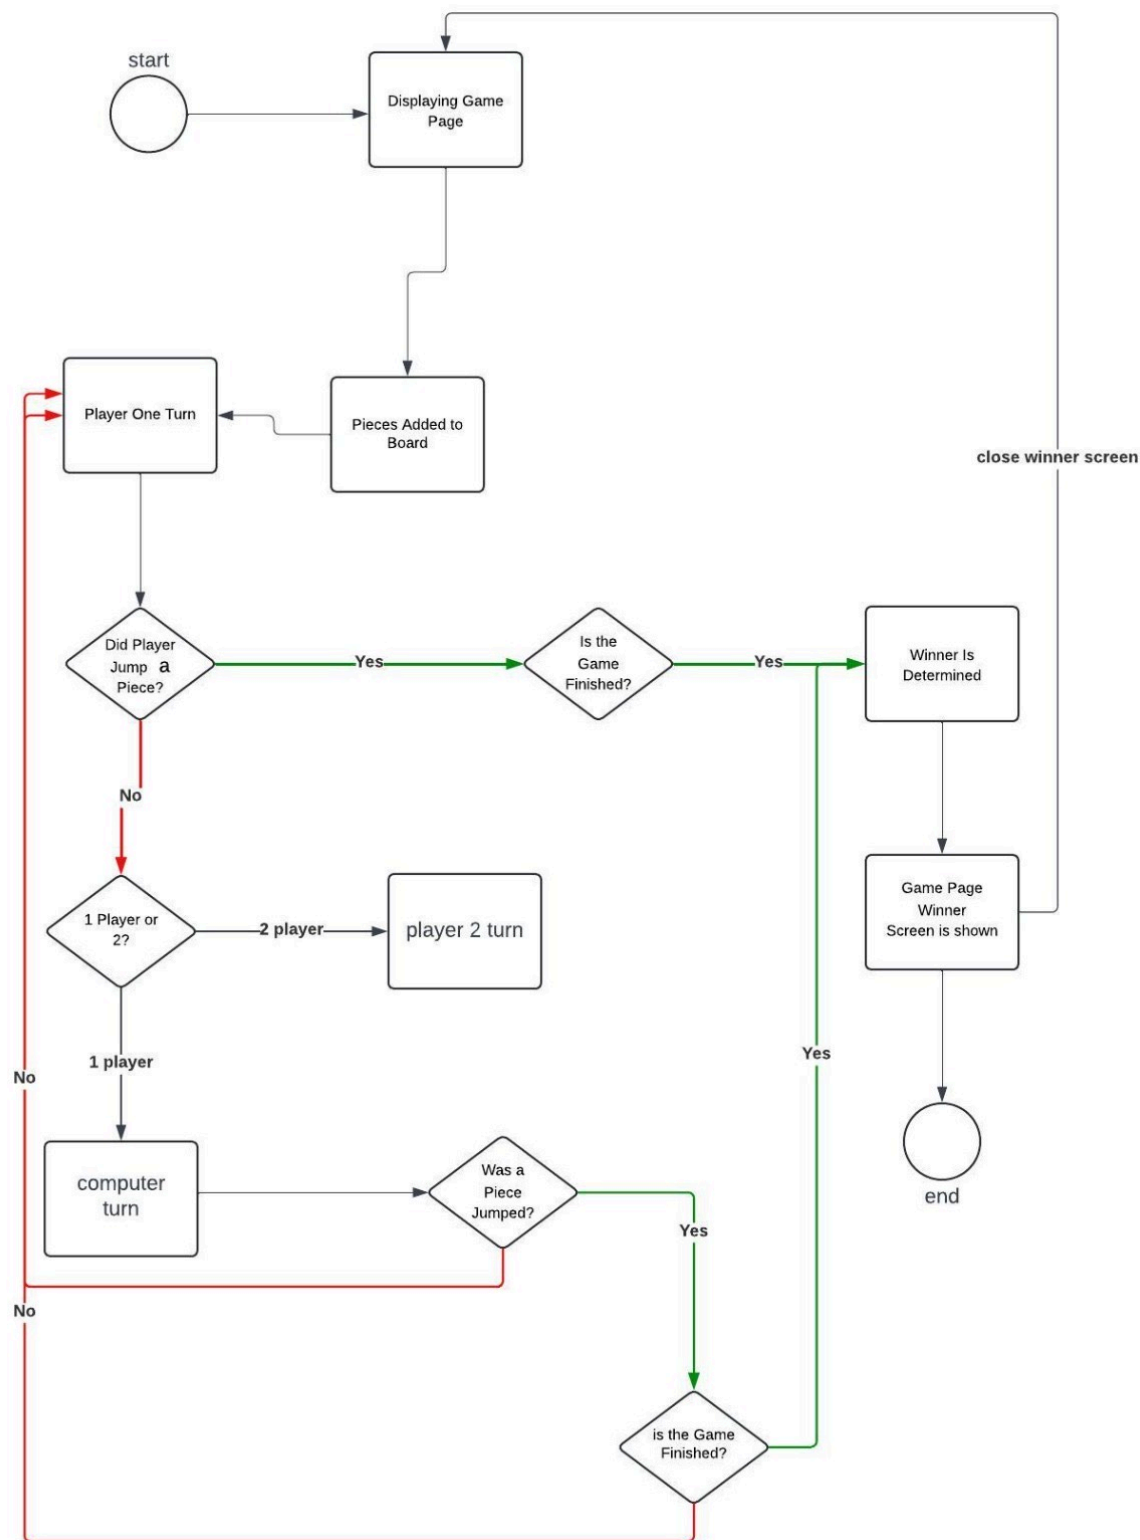 start
Displaying Game
Page
Player One Turn
Pieces Added to
Board
close winner screen
Did Player
Jump a
Piece?
Yes
Is the
Game
Finished?
Yes
Winner Is
Determined
No
1 Player or
2?
2 player
player 2 turn
Game Page
Winner
Screen is shown
1 player
No
Yes
computer
turn
Was a
Piece
Jumped?
Yes
end
No
is the Game
Finished?